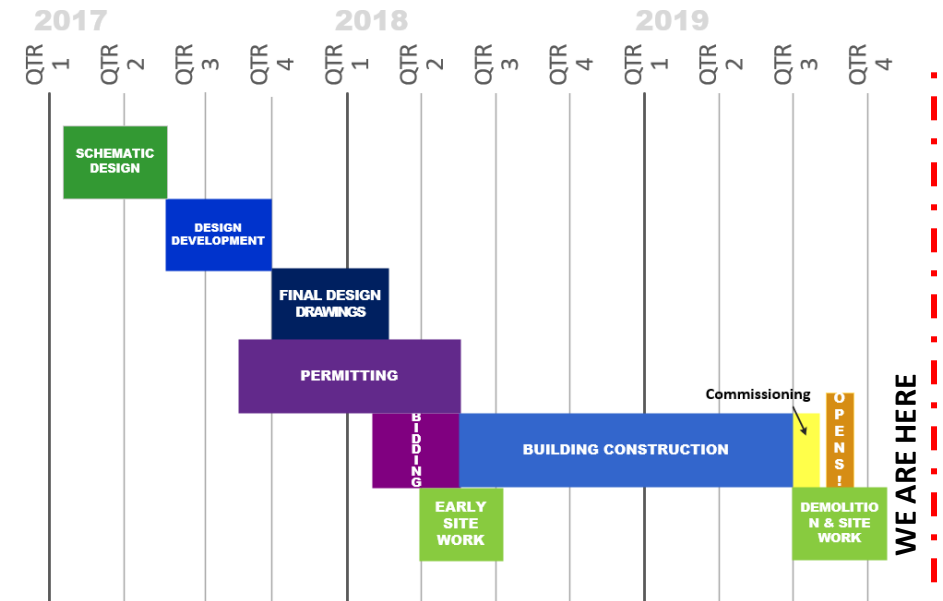 2017 2018 2019
QTR 1 QTR 2 QTR 3 QTR 4 QTR 1 QTR 2 QTR 3 QTR 4 QTR 1 QTR 2 QTR 3 QTR 4
SCHEMATIC
DESIGN
DESIGN
DEVELOPMENT
FINAL DESIGN
DRAWINGS
PERMITTING
Commissioning
BIDDING
BUILDING CONSTRUCTION
OPENS!
EARLY
SITE
WORK
DEMOLITIO
N & SITE
WORK
WE ARE HERE